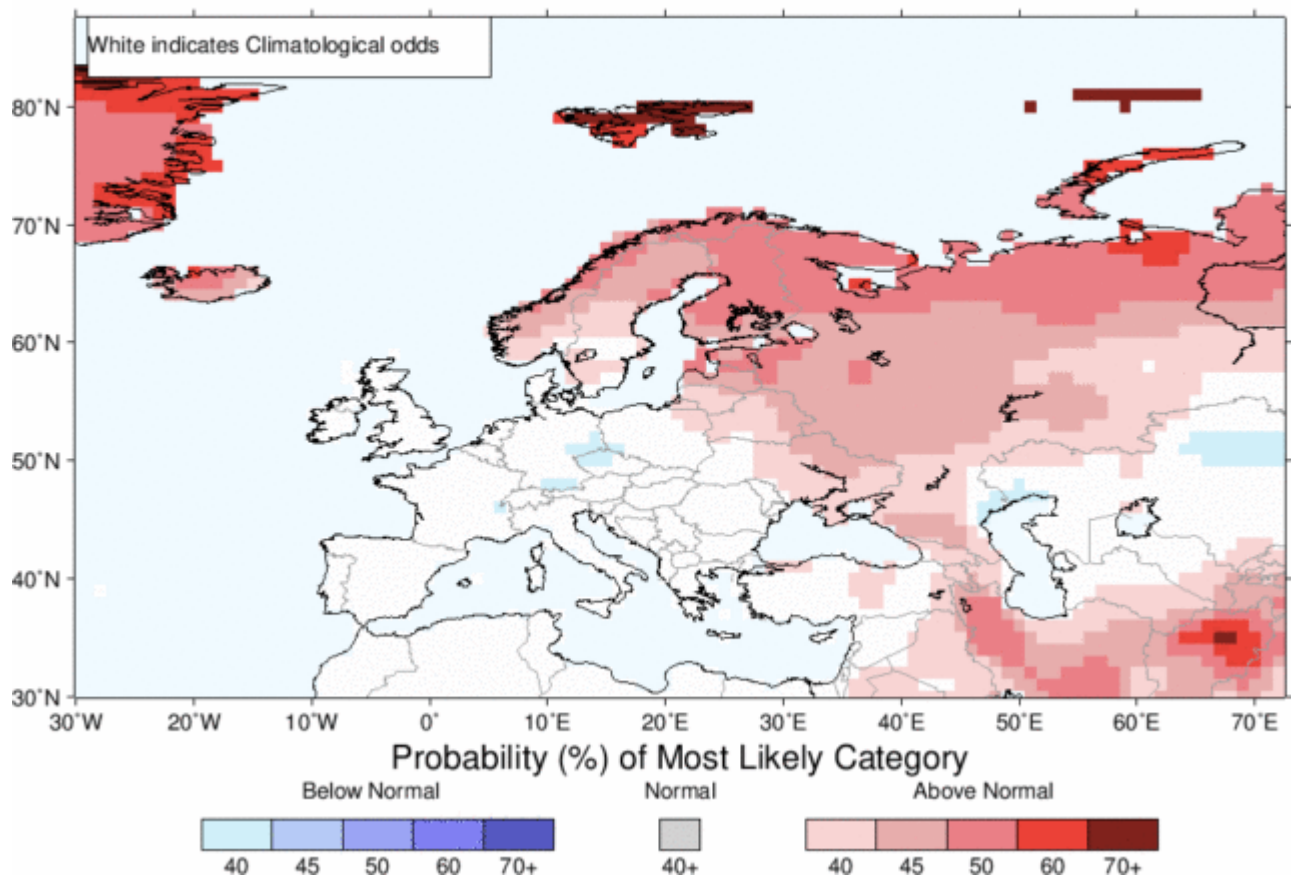 White indicates Climatological odds
80°N
70°N
60°N
50°N
40°N
30°N
30°W 20°W 10°W 0° 10°E 20°E 30°E 40°E 50°E 60°E 70°E
Probability (%) of Most Likely Category
Below Normal Normal Above Normal
40 45 50 60 70+ 40+ 40 45 50 60 70+